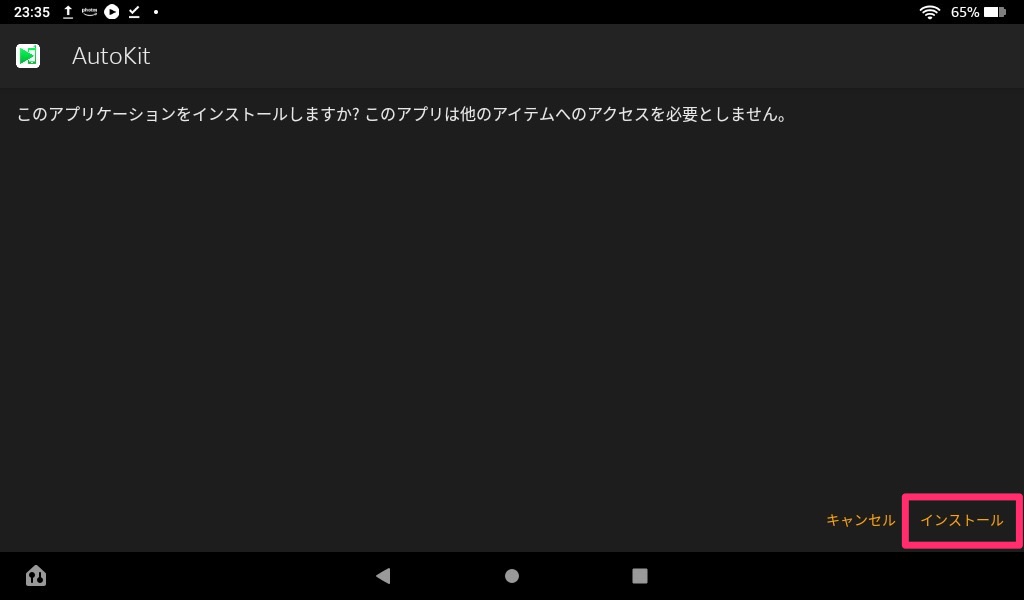 23:35 photos 65%
AutoKit
このアプリケーションをインストールしますか? このアプリは他のアイテムへのアクセスを必要としません。
キャンセル インストール